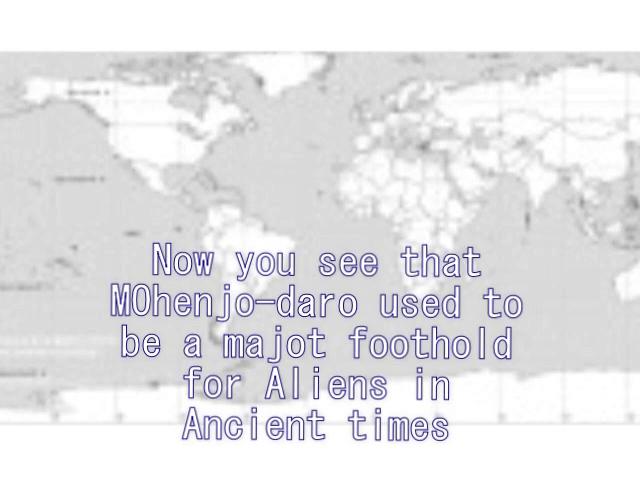 Now you see that
MOhenjo-daro used to
be a majot foothold
for Aliens in
Ancient times